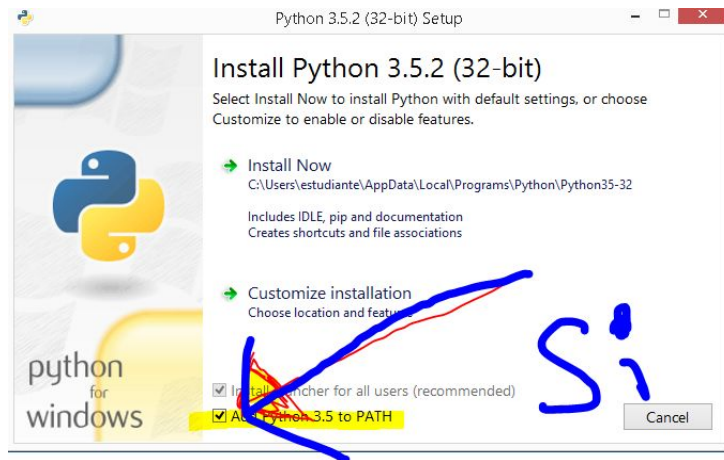 Python 3.5.2 (32-bit) Setup
Install Python 3.5.2 (32-bit)
Select Install Now to install Python with default settings, or choose
Customize to enable or disable features.
Install Now
C:\Users\estudiante\AppData\Local\Programs\Python\Python35-32
Includes IDLE, pip and documentation
Creates shortcuts and file associations
Customize installation
Choose location and features
Install launcher for all users (recommended)
Add Python 3.5 to PATH
Si
python
for
windows
Cancel